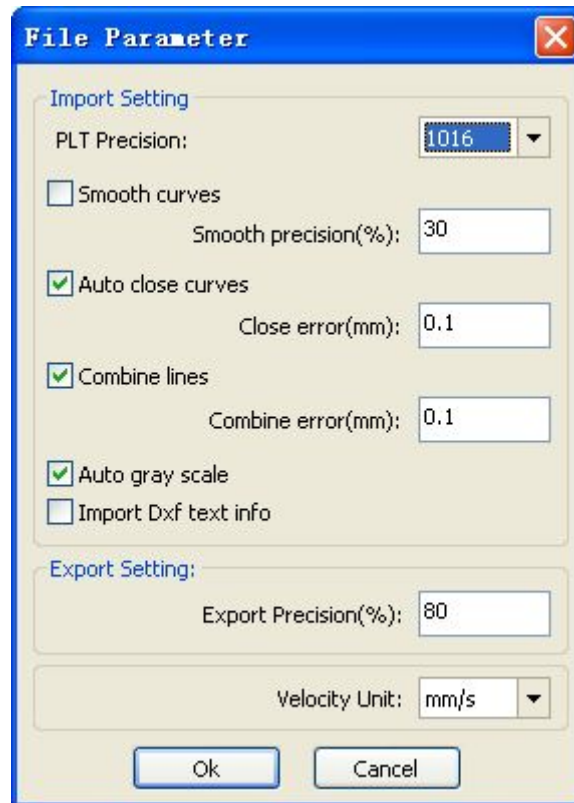 File Parameter
Import Setting
PLT Precision: 1016
Smooth curves
Smooth precision(%): 30
Auto close curves
Close error(mm): 0.1
Combine lines
Combine error(mm): 0.1
Auto gray scale
Import Dxf text info
Export Setting:
Export Precision(%): 80
Velocity Unit: mm/s
Ok Cancel